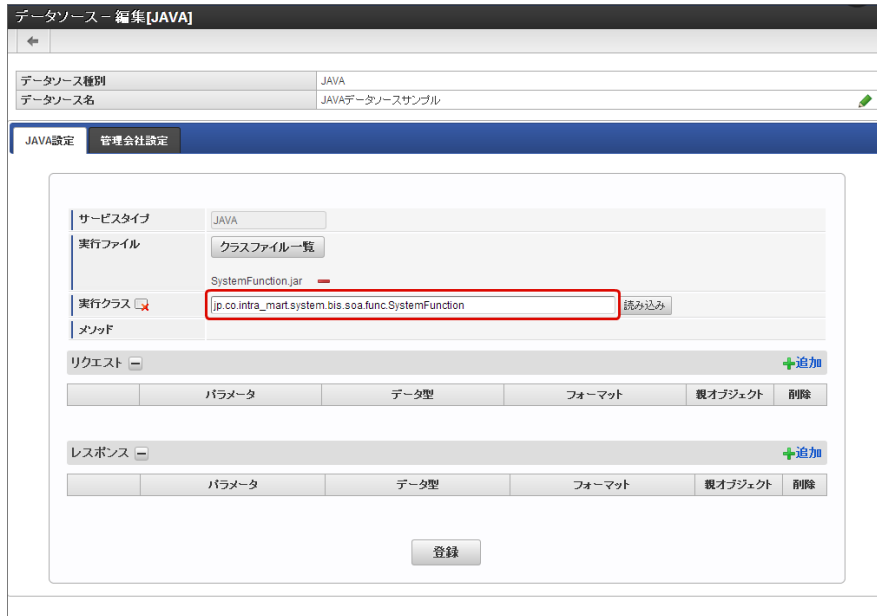 データソース － 編集[JAVA]
データソース種別 JAVA
データソース名 JAVAデータソースサンプル
JAVA設定 管理会社設定
サービスタイプ JAVA
実行ファイル クラスファイル一覧
SystemFunction.jar
実行クラス jp.co.intra_mart.system.bis.soa.func.SystemFunction 読み込み
メソッド
リクエスト 追加
パラメータ データ型 フォーマット 親オブジェクト 削除
レスポンス 追加
パラメータ データ型 フォーマット 親オブジェクト 削除
登録